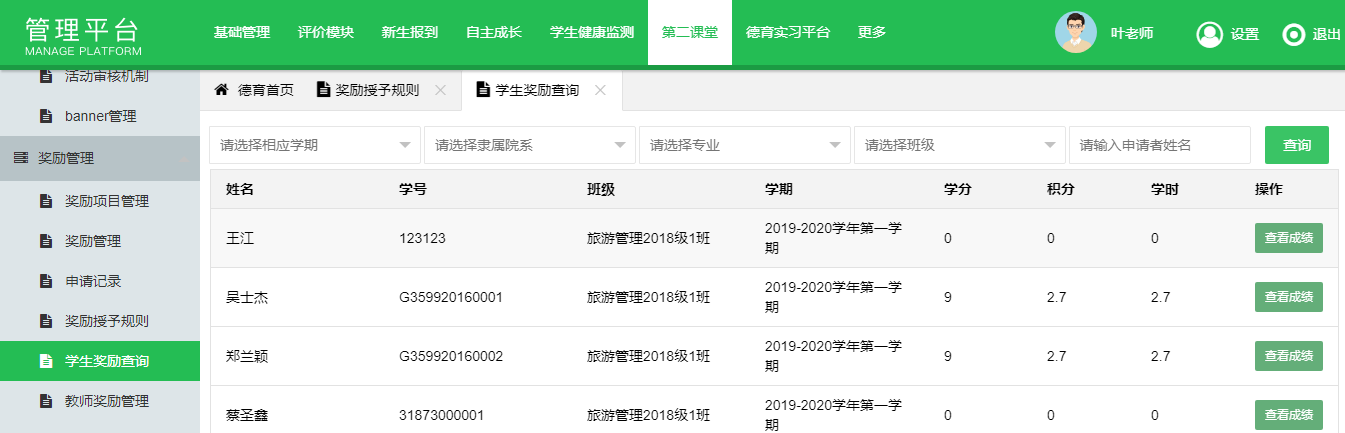 管理平台
MANAGE PLATFORM
基础管理 评价模块 新生报到 自主成长 学生健康监测 第二课堂 德育实习平台 更多 叶老师 设置 退出
活动审核机制
banner管理
奖励管理
奖励项目管理
奖励管理
申请记录
奖励授予规则
学生奖励查询
教师奖励管理
德育首页 奖励授予规则 学生奖励查询
请选择相应学期 请选择隶属院系 请选择专业 请选择班级 请输入申请者姓名 查询
姓名 学号 班级 学期 学分 积分 学时 操作
王江 123123 旅游管理2018级1班 2019-2020学年第一学 0 0 0 查看成绩
期
吴士杰 G359920160001 旅游管理2018级1班 2019-2020学年第一学 9 2.7 2.7 查看成绩
期
郑兰颖 G359920160002 旅游管理2018级1班 2019-2020学年第一学 9 2.7 2.7 查看成绩
期
蔡圣鑫 31873000001 旅游管理2018级1班 2019-2020学年第一学 0 0 0 查看成绩
期